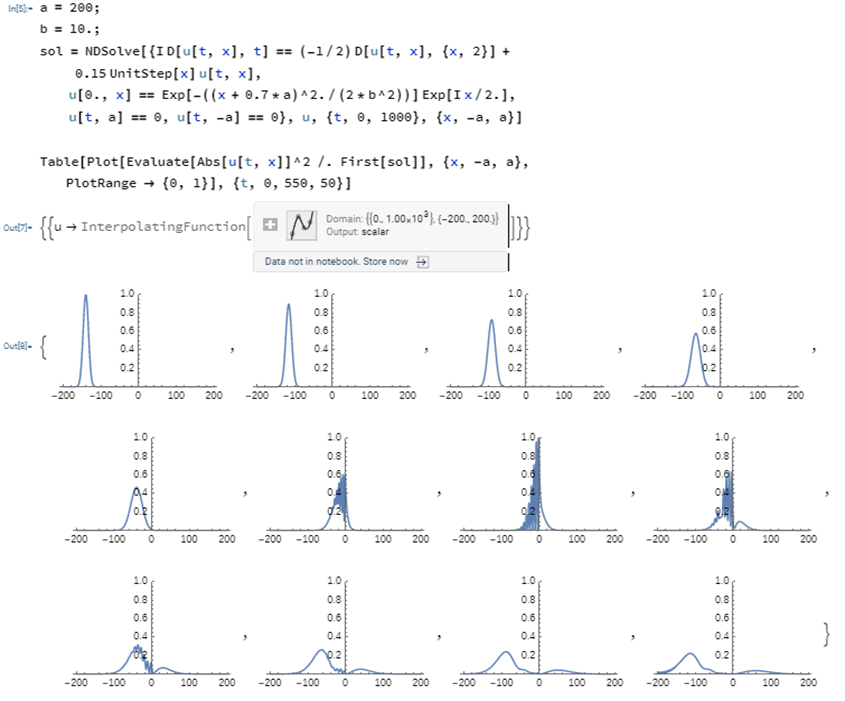 In[5]:= a = 200;
b = 10.;
sol = NDSolve[{I D[u[t, x], t] == (-1/2) D[u[t, x], {x, 2}] +
0.15 UnitStep[x] u[t, x],
u[0., x] == Exp[-((x + 0.7 * a)^2. / (2 * b^2))] Exp[I x / 2.],
u[t, a] == 0, u[t, -a] == 0}, u, {t, 0, 1000}, {x, -a, a}]
Table[Plot[Evaluate[Abs[u[t, x]]^2 /. First[sol]], {x, -a, a},
PlotRange → {0, 1}], {t, 0, 550, 50}]
Out[7]= {{u → InterpolatingFunction[ Domain: {{0., 1.00×10³}, {-200., 200.}}
Output: scalar ]}}
Data not in notebook. Store now
1.0 1.0 1.0 1.0
0.8 0.8 0.8 0.8
0.6 0.6 0.6 0.6
Out[8]= { 0.4 , 0.4 , 0.4 , 0.4 ,
0.2 0.2 0.2 0.2
-200 -100 0 100 200 -200 -100 0 100 200 -200 -100 0 100 200 -200 -100 0 100 200
1.0 1.0 1.0 1.0
0.8 0.8 0.8 0.8
0.6 0.6 0.6 0.6
0.4 , 0.4 , 0.4 , 0.4 ,
0.2 0.2 0.2 0.2
-200 -100 0 100 200 -200 -100 0 100 200 -200 -100 0 100 200 -200 -100 0 100 200
1.0 1.0 1.0 1.0
0.8 0.8 0.8 0.8
0.6 0.6 0.6 0.6
0.4 , 0.4 , 0.4 , 0.4 }
0.2 0.2 0.2 0.2
-200 -100 0 100 200 -200 -100 0 100 200 -200 -100 0 100 200 -200 -100 0 100 200